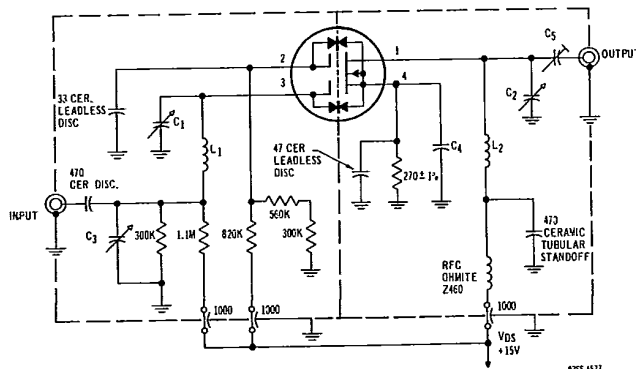 2
3
1
4
C5
OUTPUT
C2
33 CER.
LEADLESS
DISC
C1
L1
47 CER
LEADLESS
DISC
C4
270 ± 1%
L2
470
CER DISC.
INPUT
C3
300K
1.1M
820K
560K
300K
470
CERAMIC
TUBULAR
STANDOFF
RFC
OHMITE
Z460
1000
1000
1000
VDS
+15V